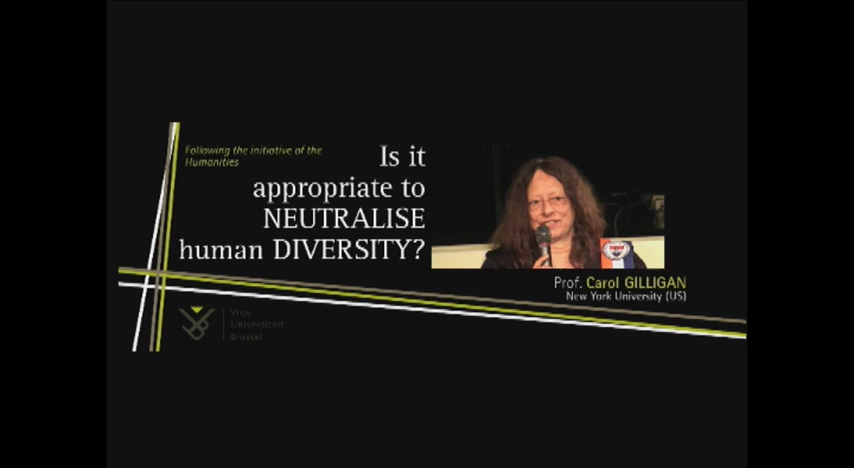 Following the initiative of the
Humanities
Is it
appropriate to
NEUTRALISE
human DIVERSITY?
Prof. Carol GILLIGAN
New York University (US)
Vrije
Universiteit
Brussel